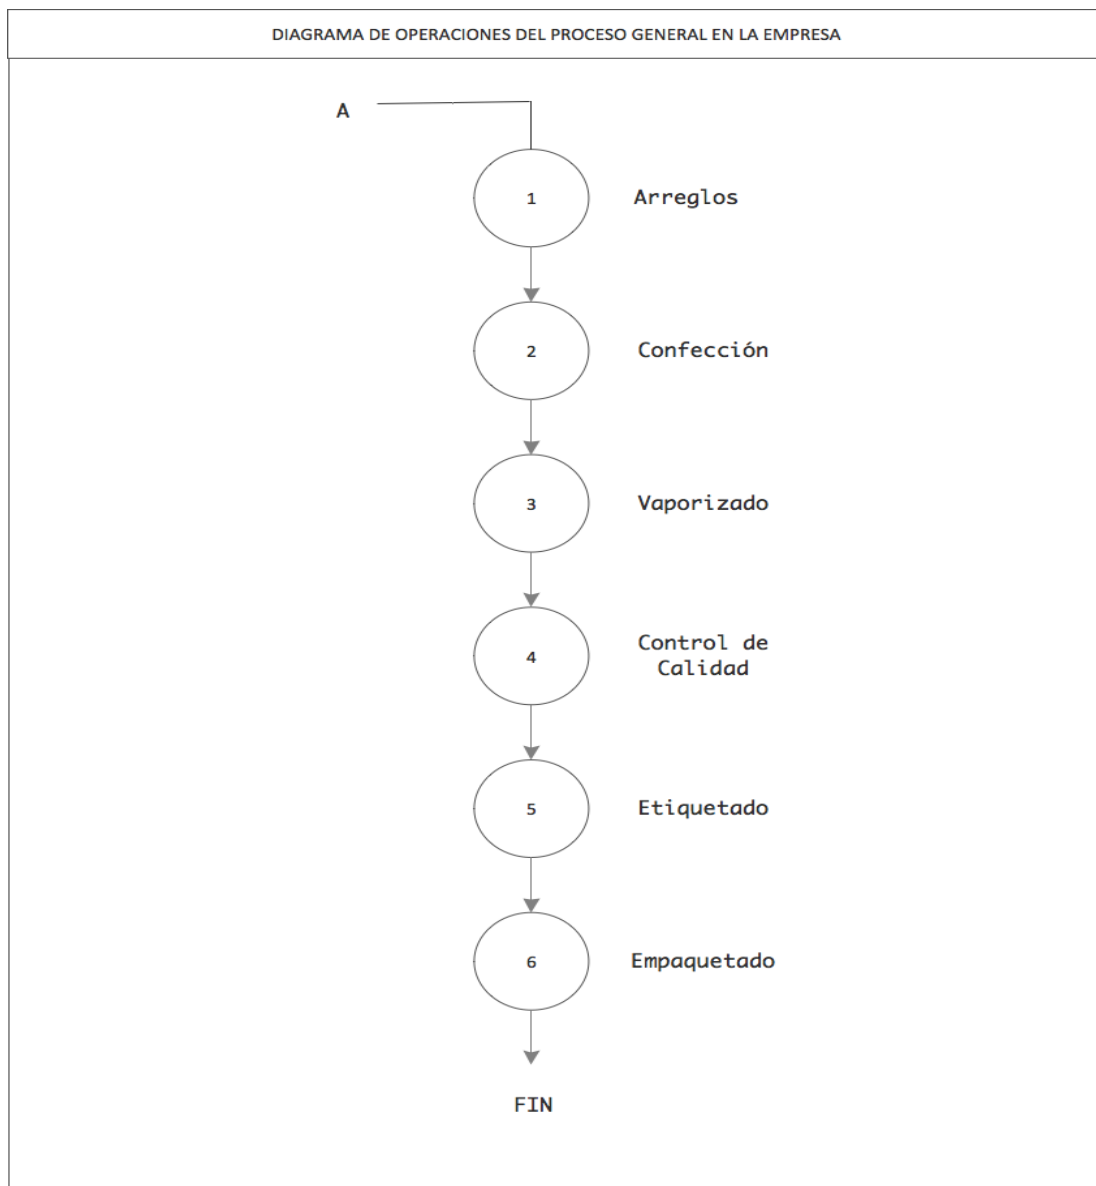 DIAGRAMA DE OPERACIONES DEL PROCESO GENERAL EN LA EMPRESA
A
1 Arreglos
2 Confección
3 Vaporizado
4 Control de
Calidad
5 Etiquetado
6 Empaquetado
FIN